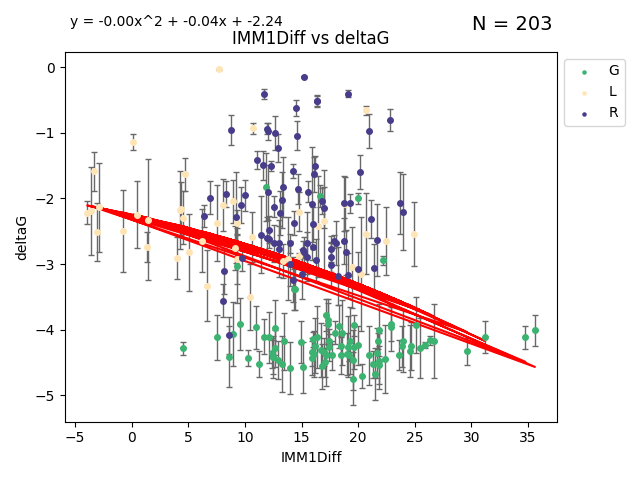 y = -0.00x^2 + -0.04x + -2.24
N = 203
IMM1Diff vs deltaG
G
L
R
deltaG
0
−1
−2
−3
−4
−5
−5 0 5 10 15 20 25 30 35
IMM1Diff